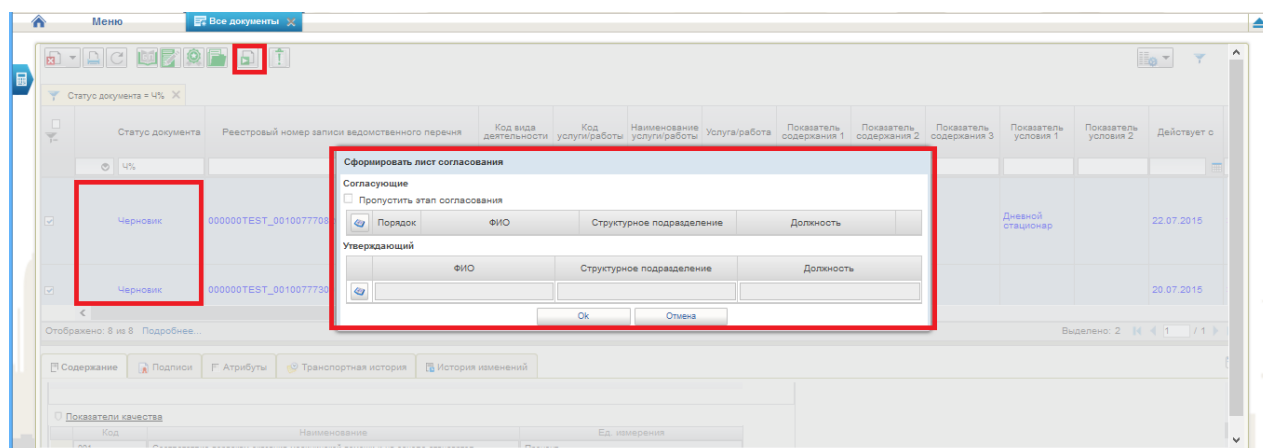 Меню
Все документы
Статус документа = Ч%
Статус документа
Реестровый номер записи ведомственного перечня
Код вида деятельности
Код услуги/работы
Наименование услуги/работы
Услуга/работа
Показатель содержания 1
Показатель содержания 2
Показатель содержания 3
Показатель условия 1
Показатель условия 2
Действует с
Ч%
Сформировать лист согласования
Согласующие
Пропустить этап согласования
Порядок ФИО Структурное подразделение Должность
Утверждающий
ФИО Структурное подразделение Должность
Ok Отмена
Черновик 000000TEST_0010077708 Дневной стационар 22.07.2015
Черновик 000000TEST_0010077730 20.07.2015
Отображено: 8 из 8 Подробнее...
Выделено: 2 1 / 1
Содержание Подписи Атрибуты Транспортная история История изменений
Показатели качества
Код Наименование Ед. измерения